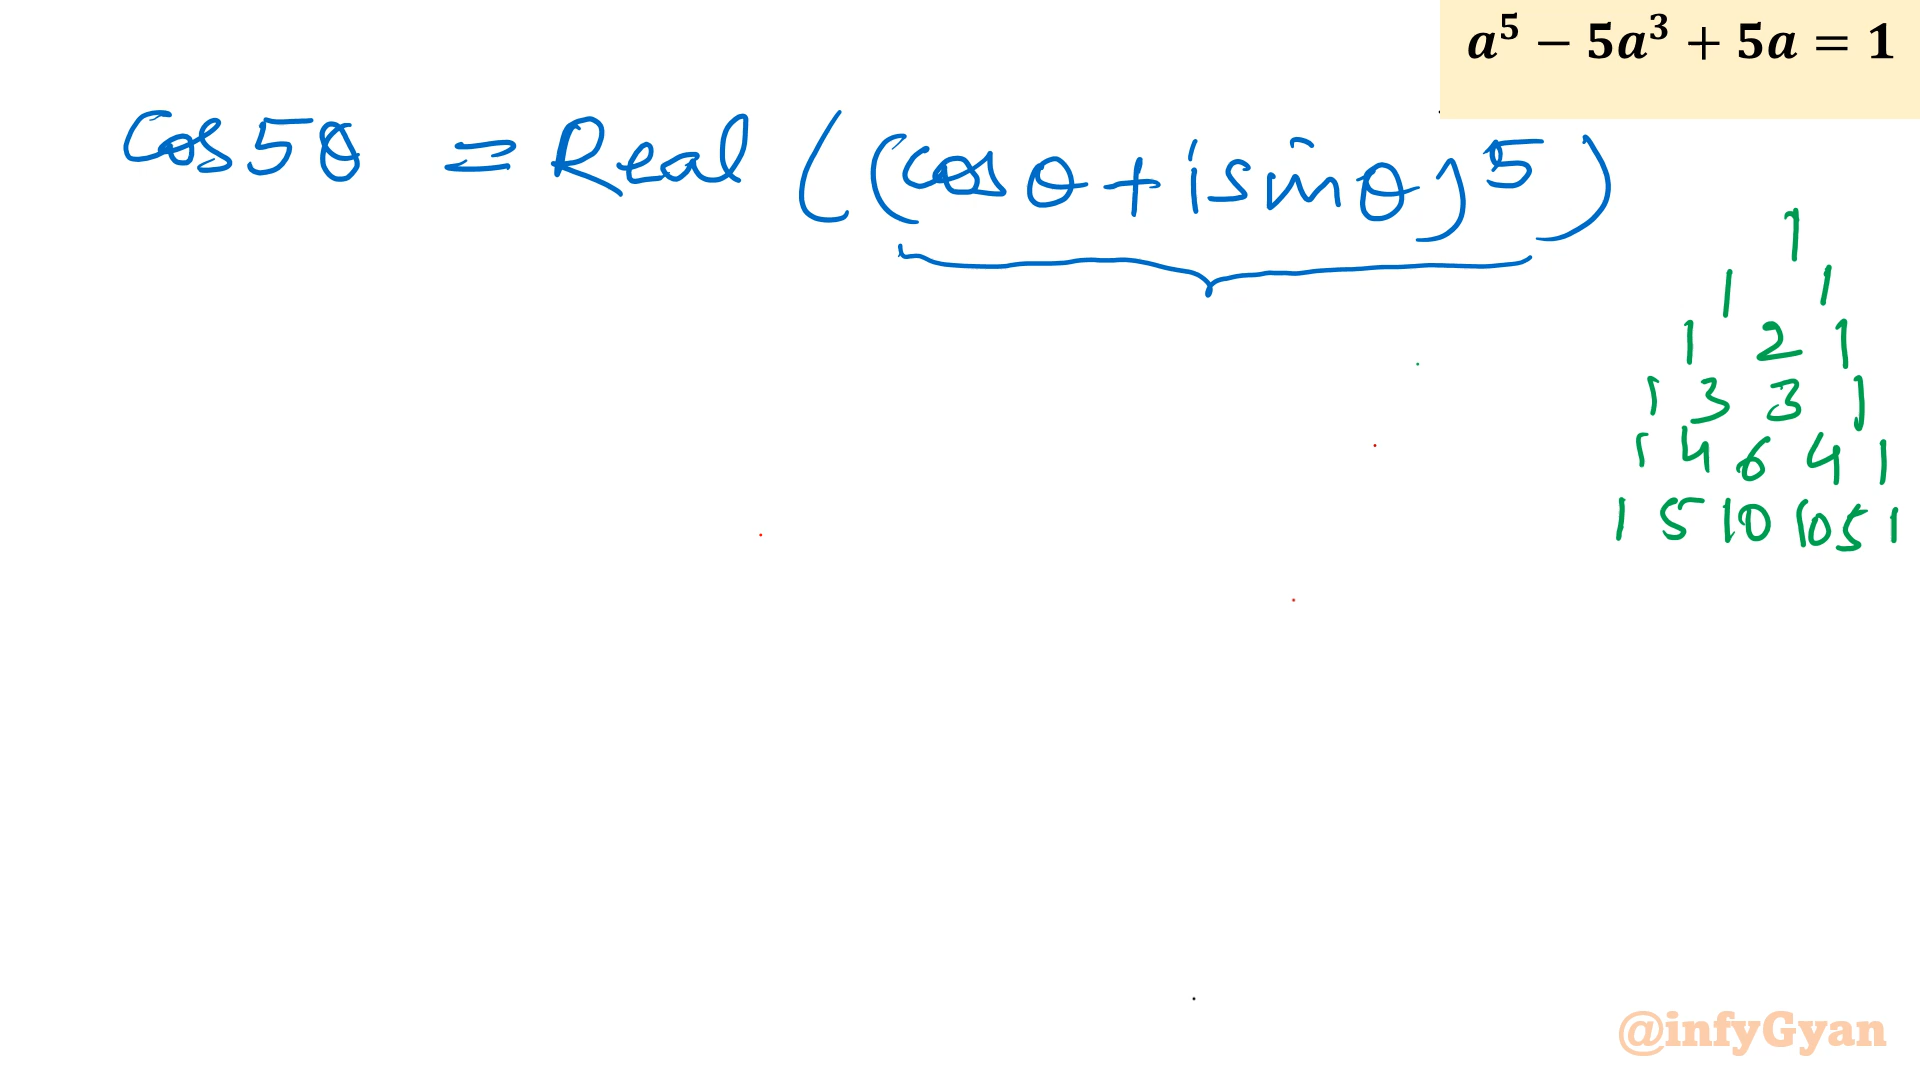 a⁵ − 5a³ + 5a = 1
Cos5θ = Real((cosθ+isinθ)⁵)
1
1 1
1 2 1
1 3 3 1
1 4 6 4 1
1 5 10 10 5 1
@infyGyan